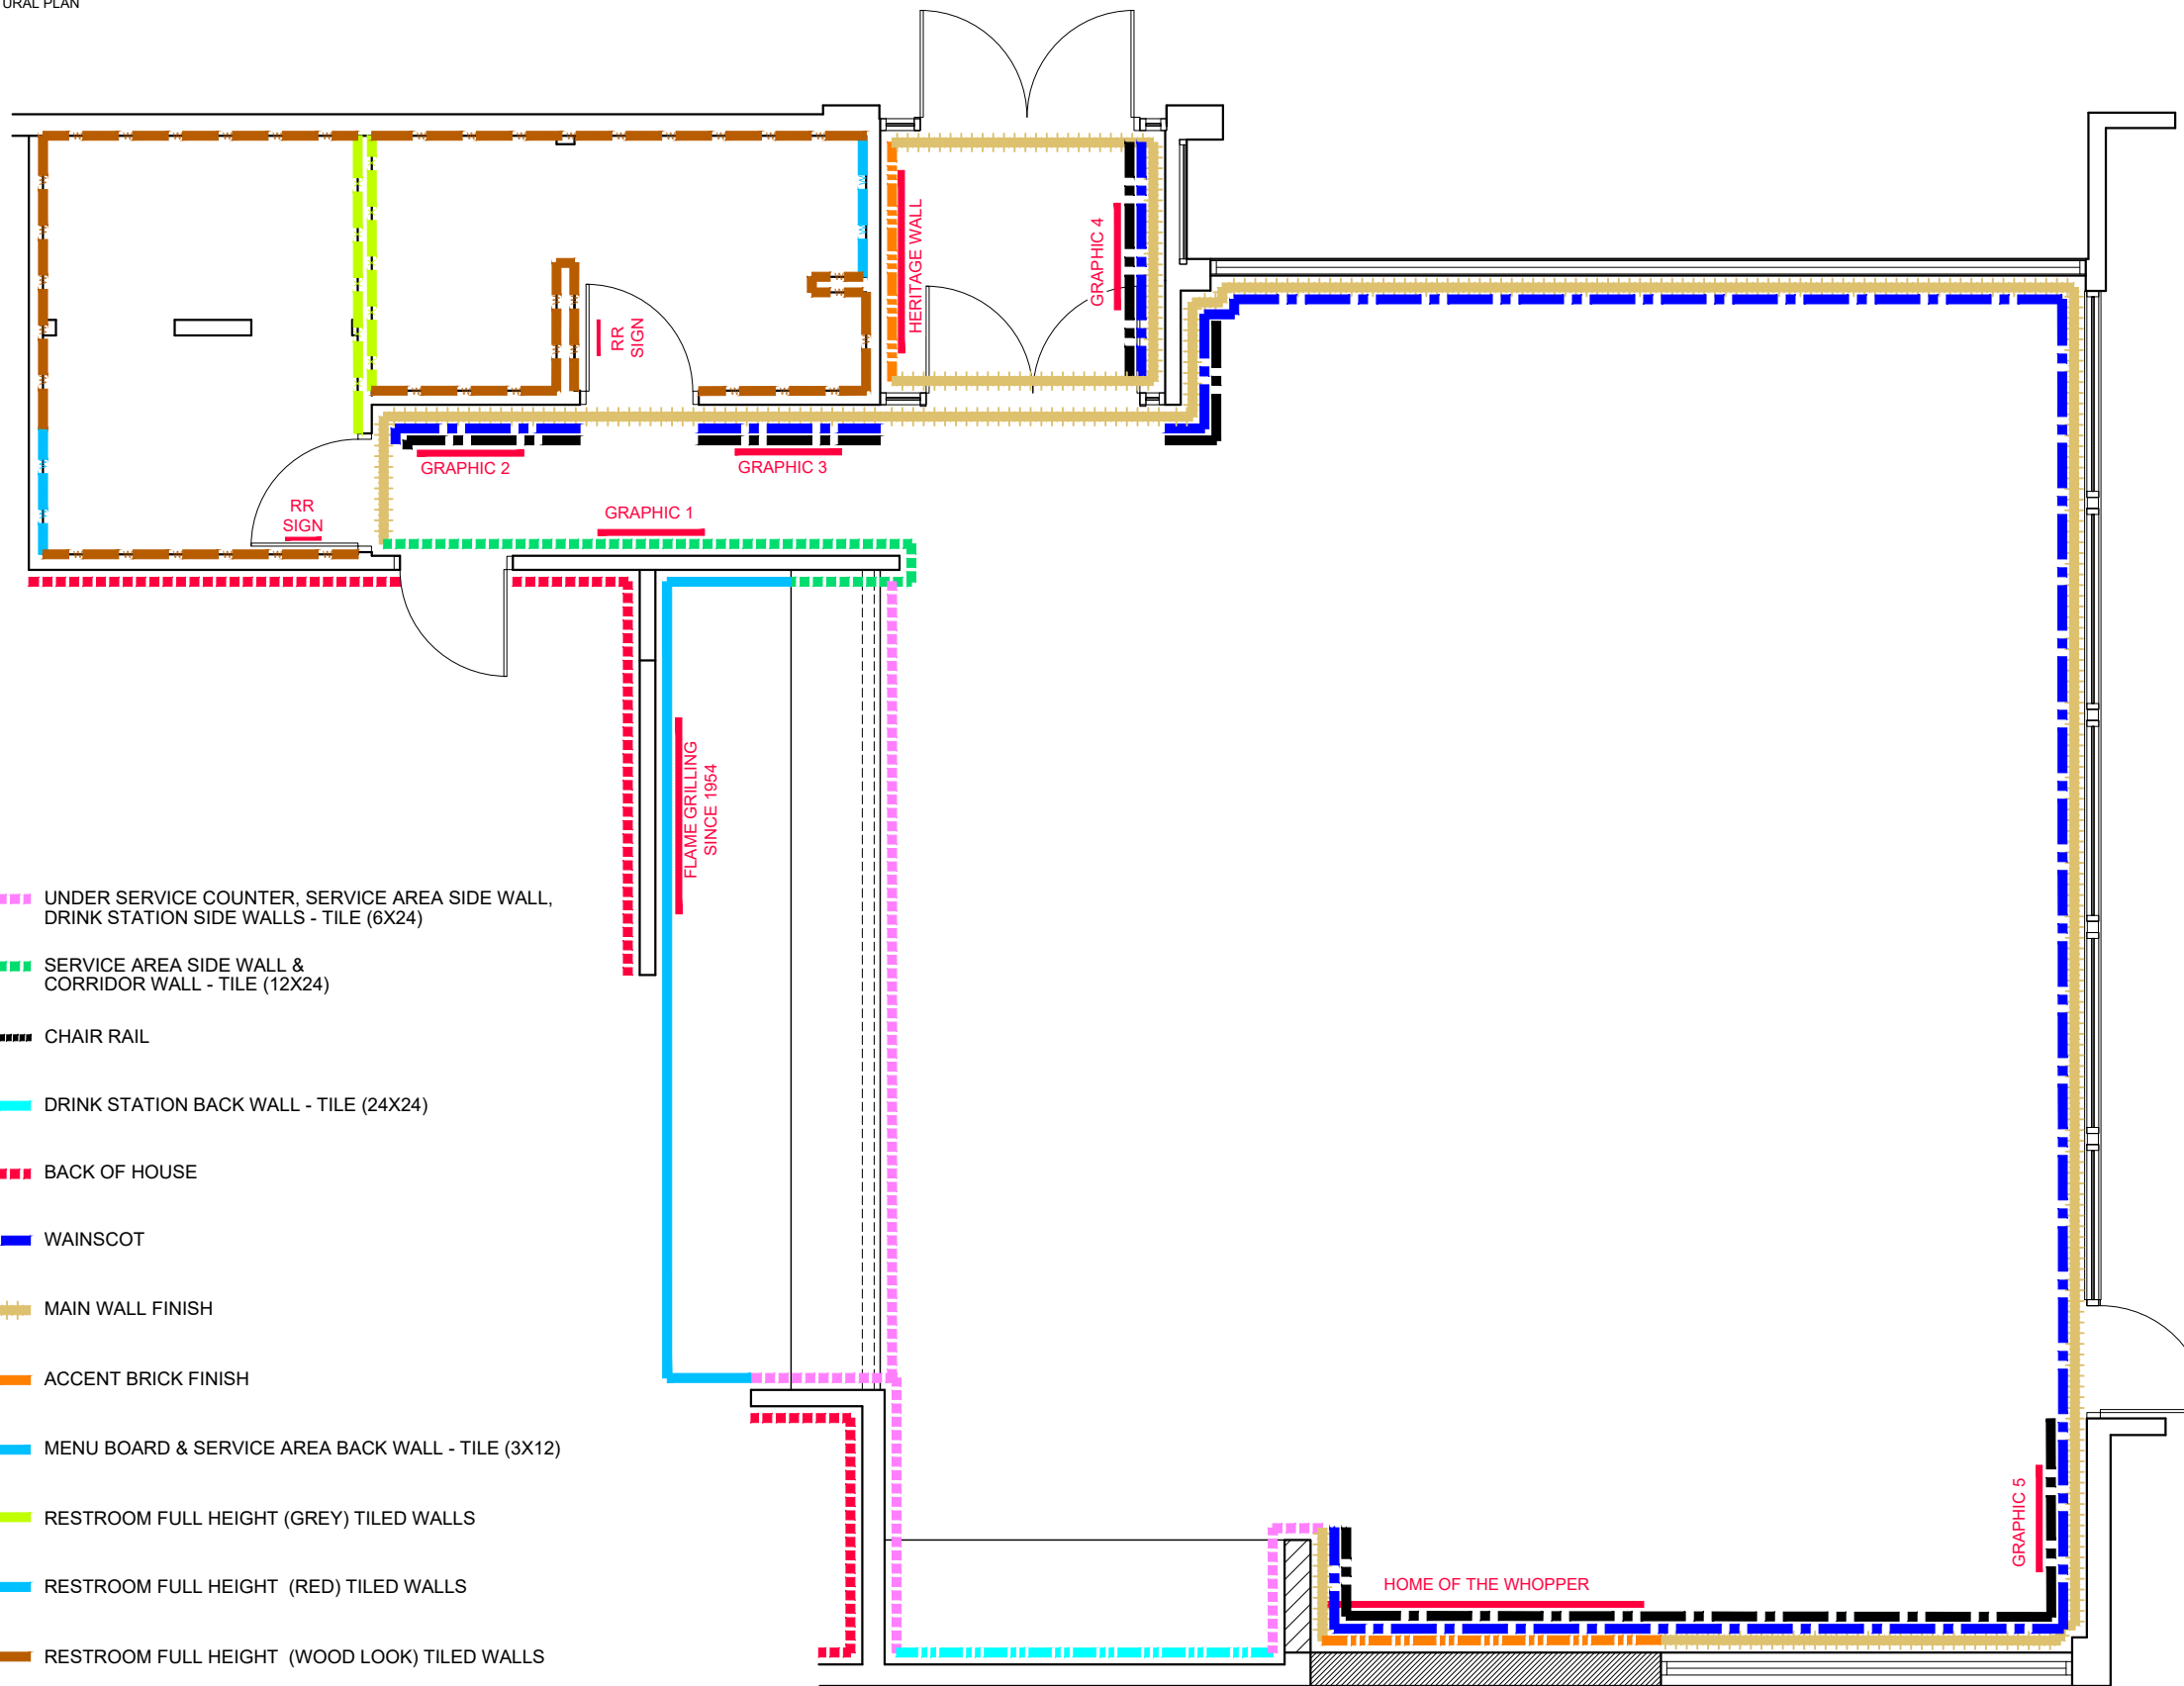 TURAL PLAN
HERITAGE WALL
GRAPHIC 4
RR
SIGN
GRAPHIC 2
GRAPHIC 3
RR
SIGN
GRAPHIC 1
FLAME GRILLING
SINCE 1954
UNDER SERVICE COUNTER, SERVICE AREA SIDE WALL,
DRINK STATION SIDE WALLS - TILE (6X24)
SERVICE AREA SIDE WALL &
CORRIDOR WALL - TILE (12X24)
CHAIR RAIL
DRINK STATION BACK WALL - TILE (24X24)
BACK OF HOUSE
WAINSCOT
MAIN WALL FINISH
ACCENT BRICK FINISH
MENU BOARD & SERVICE AREA BACK WALL - TILE (3X12)
RESTROOM FULL HEIGHT (GREY) TILED WALLS
RESTROOM FULL HEIGHT (RED) TILED WALLS
RESTROOM FULL HEIGHT (WOOD LOOK) TILED WALLS
GRAPHIC 5
HOME OF THE WHOPPER